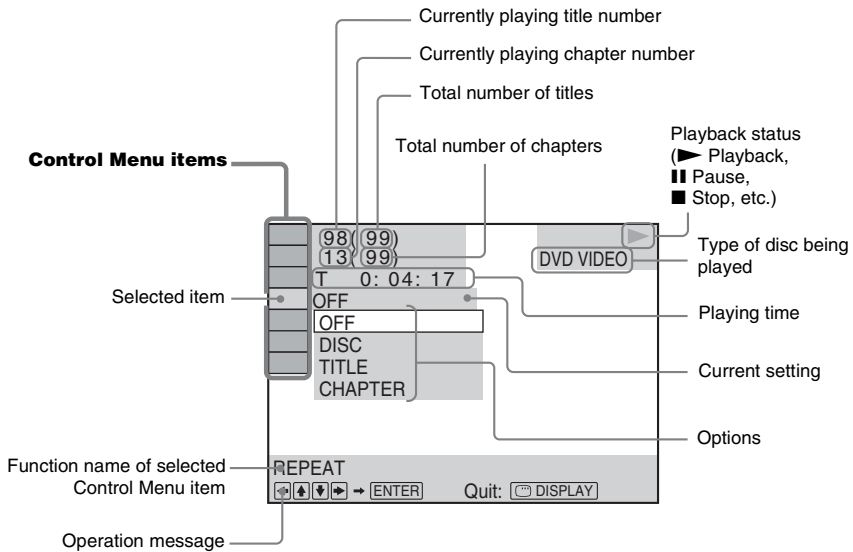 Currently playing title number
Currently playing chapter number
Total number of titles
Total number of chapters
Playback status
(► Playback,
❚❚ Pause,
■ Stop, etc.)
Control Menu items
98(99)
13(99)
DVD VIDEO
Type of disc being
played
T 0: 04: 17
Selected item
OFF
Playing time
OFF
DISC
TITLE
CHAPTER
Current setting
Options
Function name of selected
Control Menu item
REPEAT
←↑↓→ → ENTER Quit: DISPLAY
Operation message